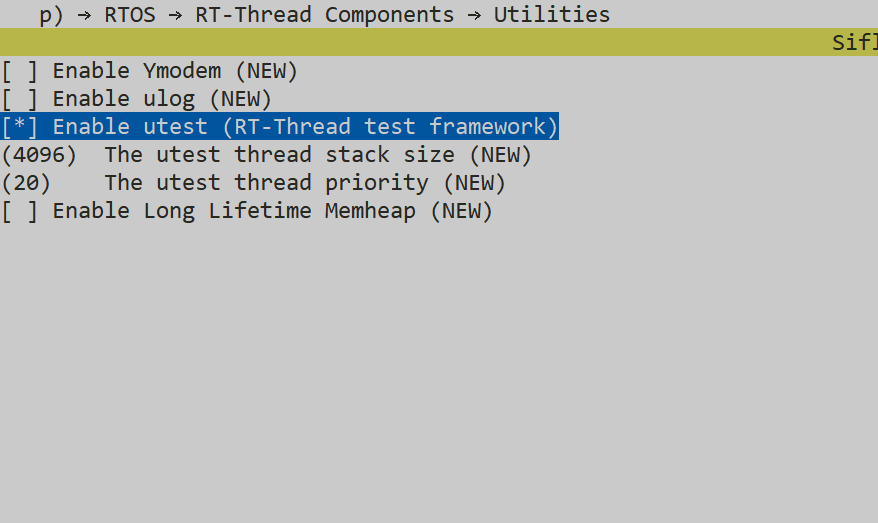 p) → RTOS → RT-Thread Components → Utilities
Sifl
[ ] Enable Ymodem (NEW)
[ ] Enable ulog (NEW)
[*] Enable utest (RT-Thread test framework)
(4096)  The utest thread stack size (NEW)
(20)    The utest thread priority (NEW)
[ ] Enable Long Lifetime Memheap (NEW)